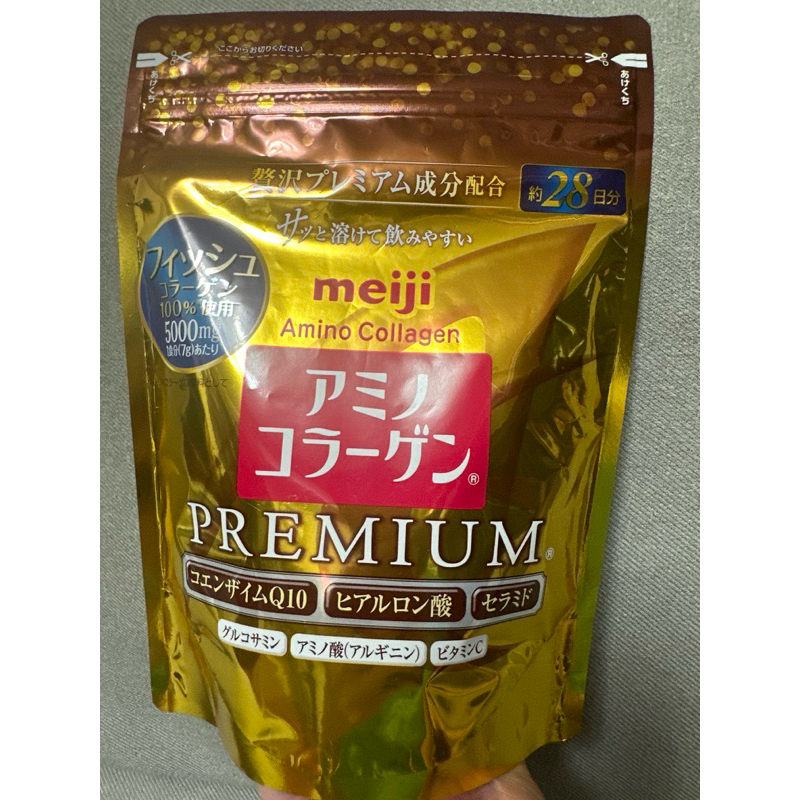 ここからお切りください
あけくち
あけくち
贅沢プレミアム成分配合
約28日分
サッと溶けて飲みやすい
フィッシュ
コラーゲン
100%使用
5000mg
1食分(7g)あたり
meiji
Amino Collagen
アミノ
コラーゲン®
PREMIUM®
コエンザイムQ10
ヒアルロン酸
セラミド
グルコサミン
アミノ酸(アルギニン)
ビタミンC